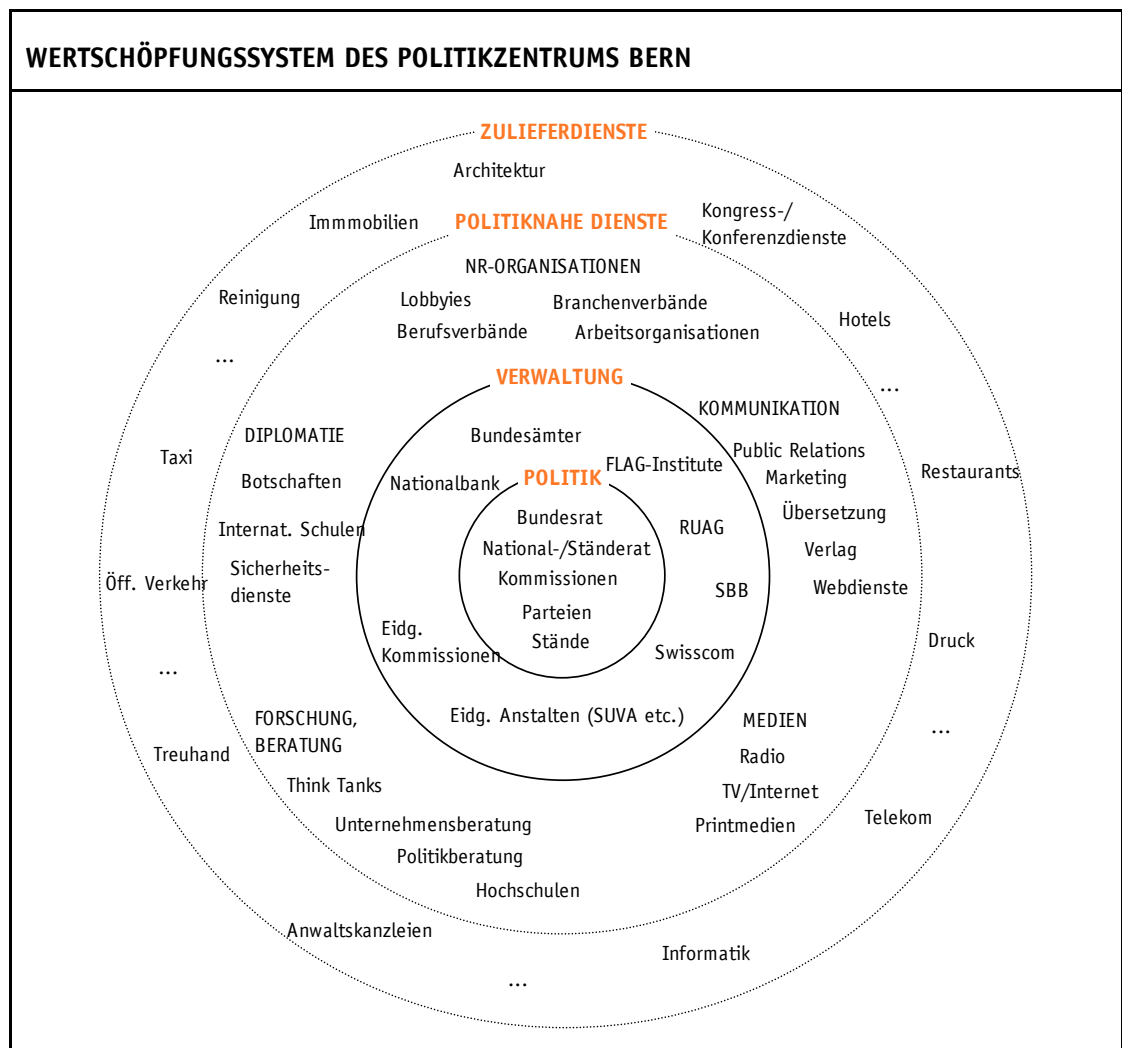 WERTSCHÖPFUNGSSYSTEM DES POLITIKZENTRUMS BERN
ZULIEFERDIENSTE
Architektur
Immmobilien
Kongress-/
Konferenzdienste
Reinigung
...
Hotels
...
Taxi
Restaurants
Öff. Verkehr
...
Druck
...
Treuhand
Telekom
Anwaltskanzleien
...
Informatik
POLITIKNAHE DIENSTE
NR-ORGANISATIONEN
Lobbyies
Branchenverbände
Berufsverbände
Arbeitsorganisationen
DIPLOMATIE
Botschaften
Internat. Schulen
Sicherheits-
dienste
KOMMUNIKATION
Public Relations
Marketing
Übersetzung
Verlag
Webdienste
FORSCHUNG,
BERATUNG
Think Tanks
Unternehmensberatung
Politikberatung
Hochschulen
MEDIEN
Radio
TV/Internet
Printmedien
VERWALTUNG
Bundesämter
FLAG-Institute
Nationalbank
RUAG
SBB
Swisscom
Eidg.
Kommissionen
Eidg. Anstalten (SUVA etc.)
POLITIK
Bundesrat
National-/Ständerat
Kommissionen
Parteien
Stände